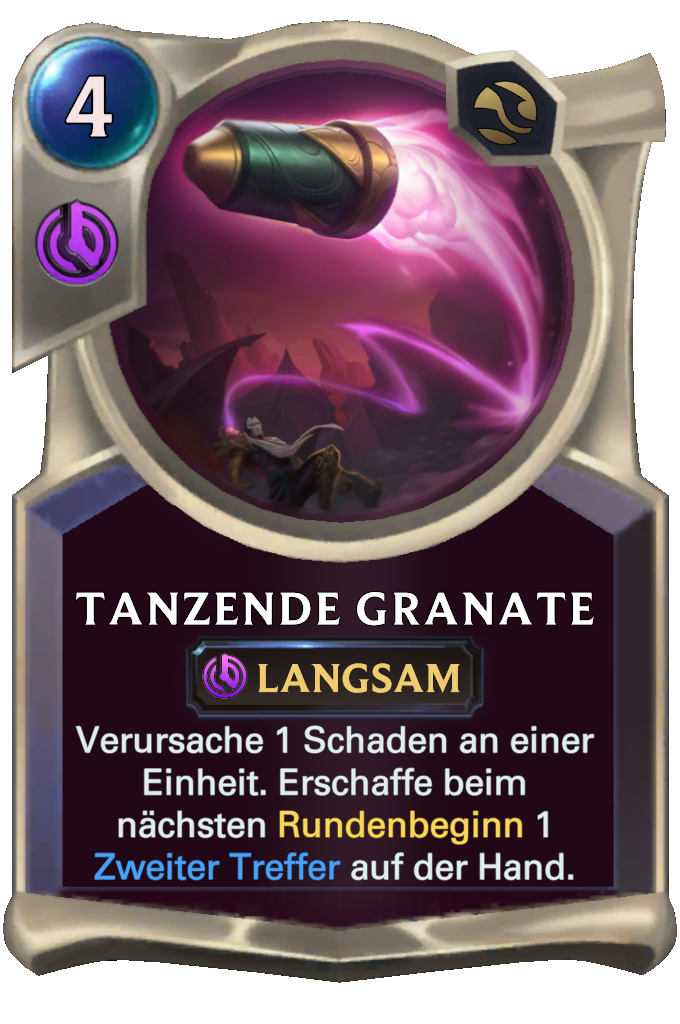 4
TANZENDE GRANATE
LANGSAM
Verursache 1 Schaden an einer
Einheit. Erschaffe beim
nächsten Rundenbeginn 1
Zweiter Treffer auf der Hand.